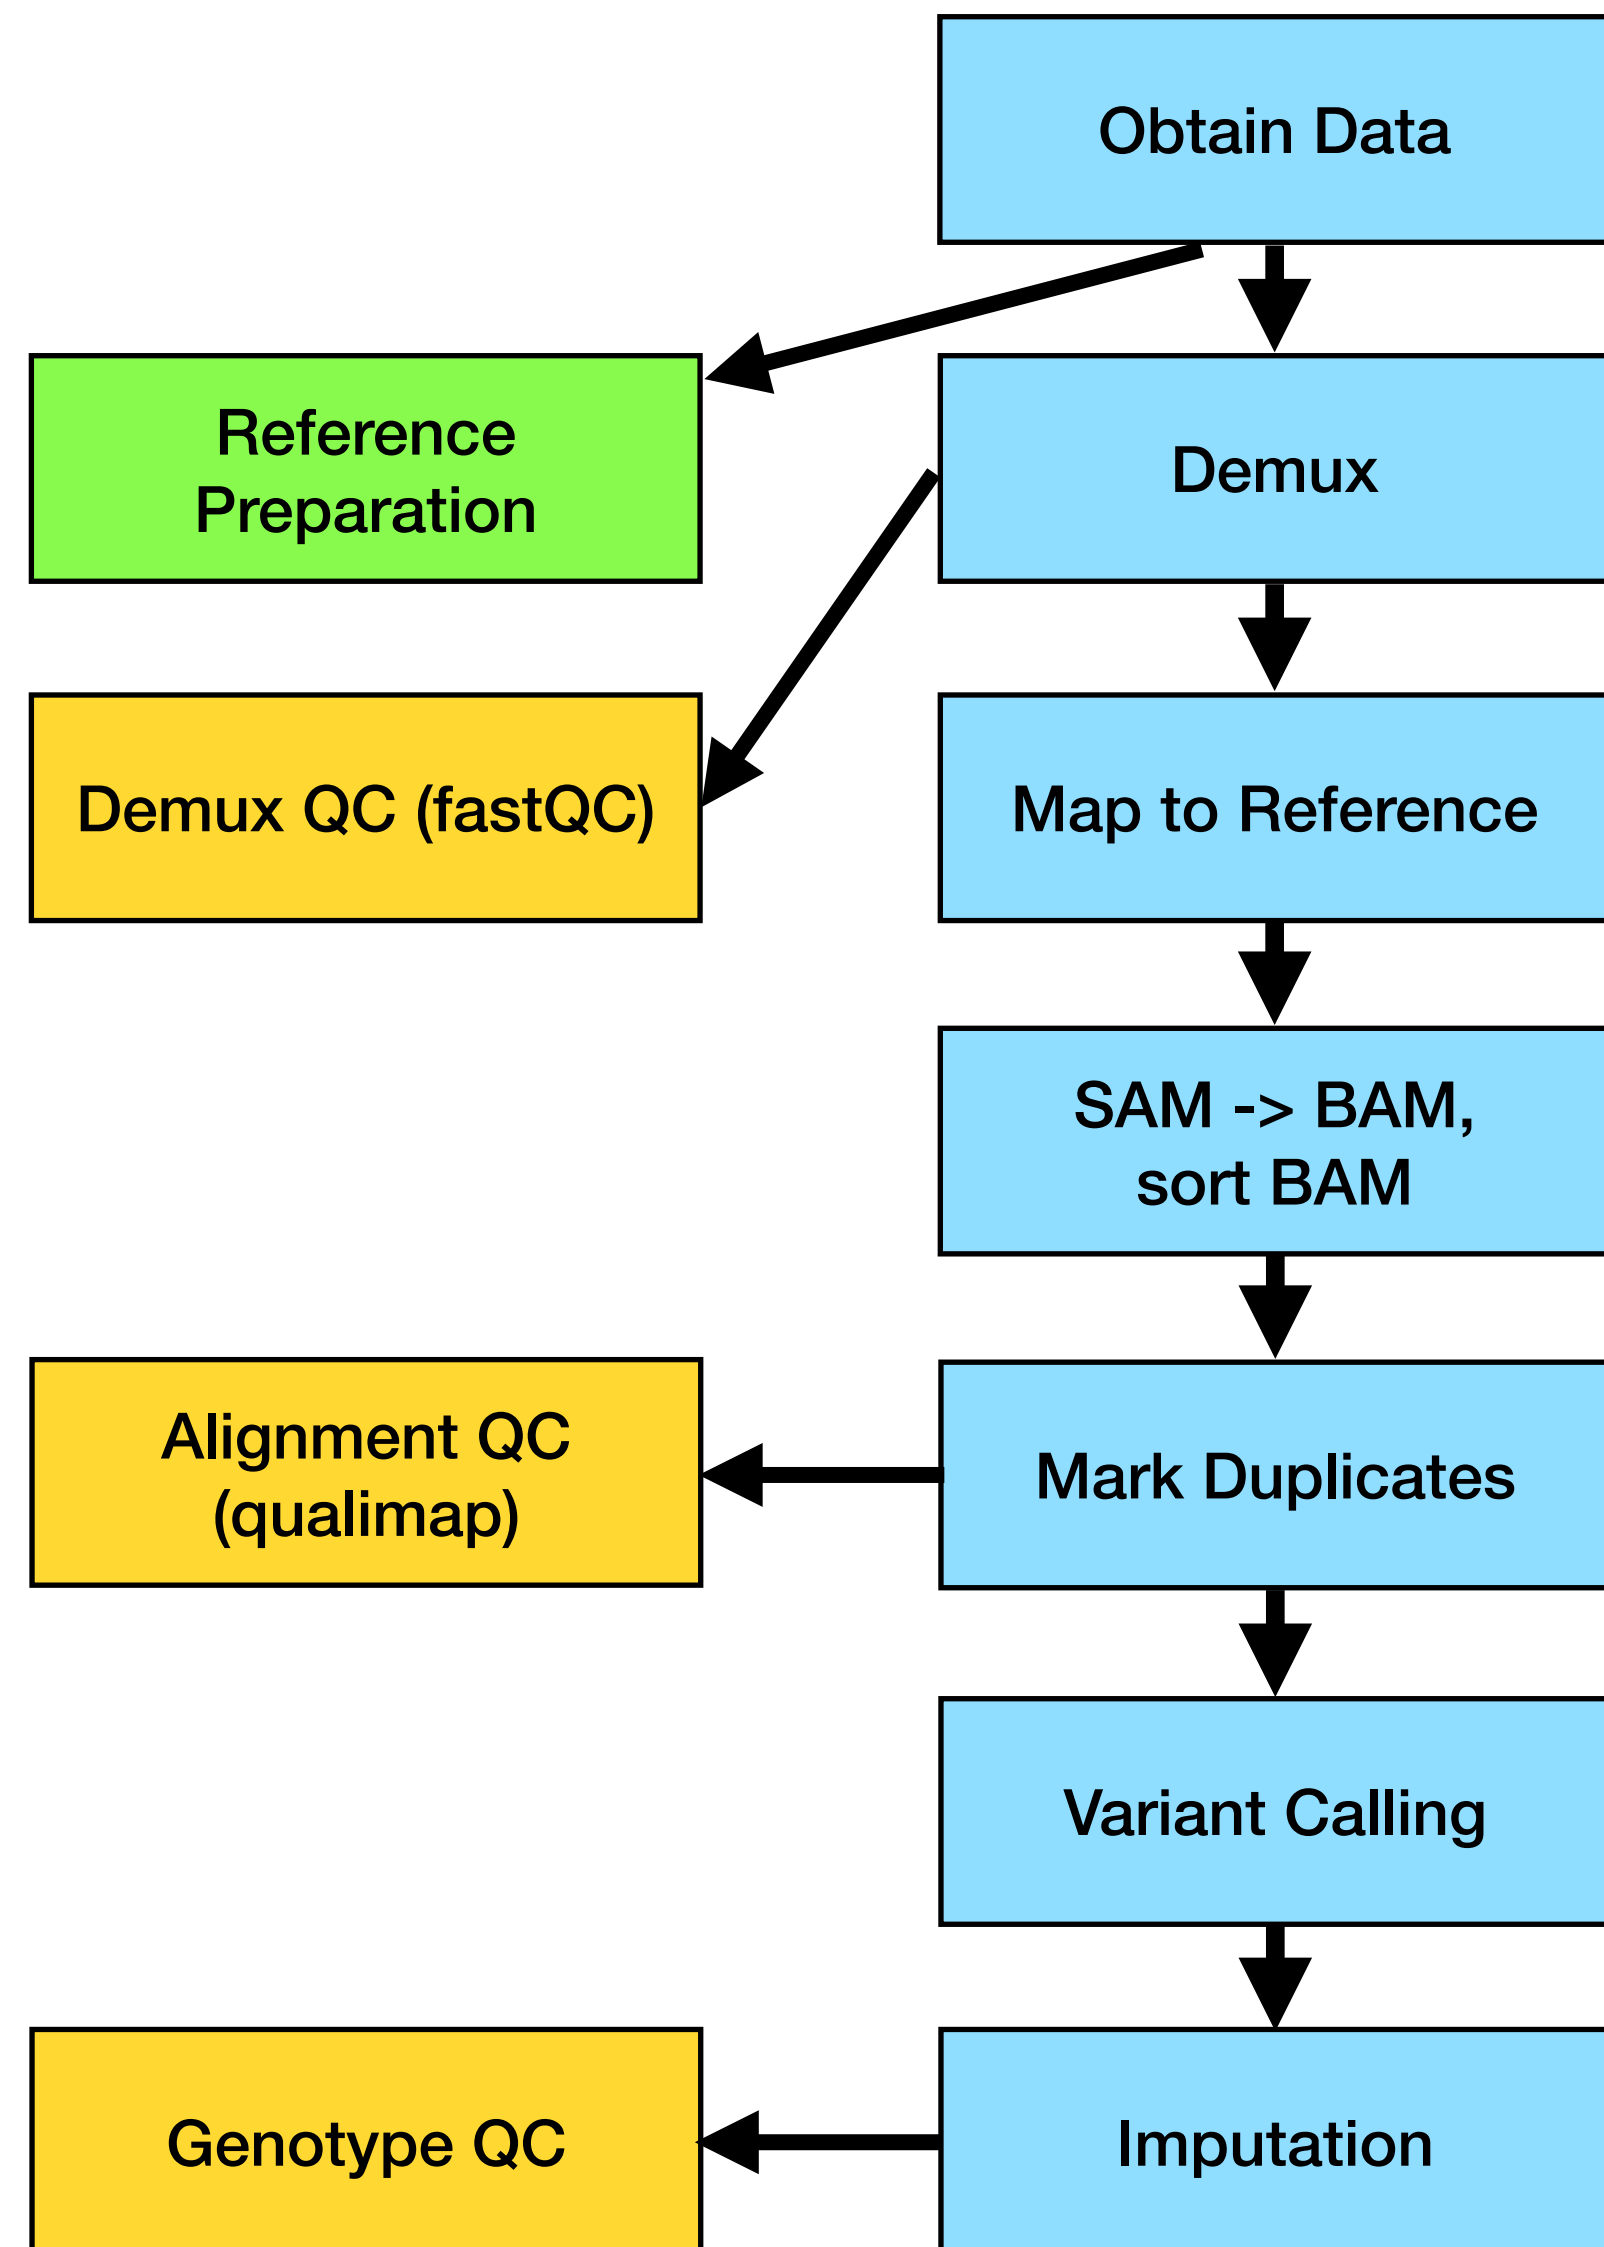 Obtain Data
Reference
Preparation
Demux
Demux QC (fastQC)
Map to Reference
SAM -> BAM,
sort BAM
Alignment QC
(qualimap)
Mark Duplicates
Variant Calling
Genotype QC
Imputation